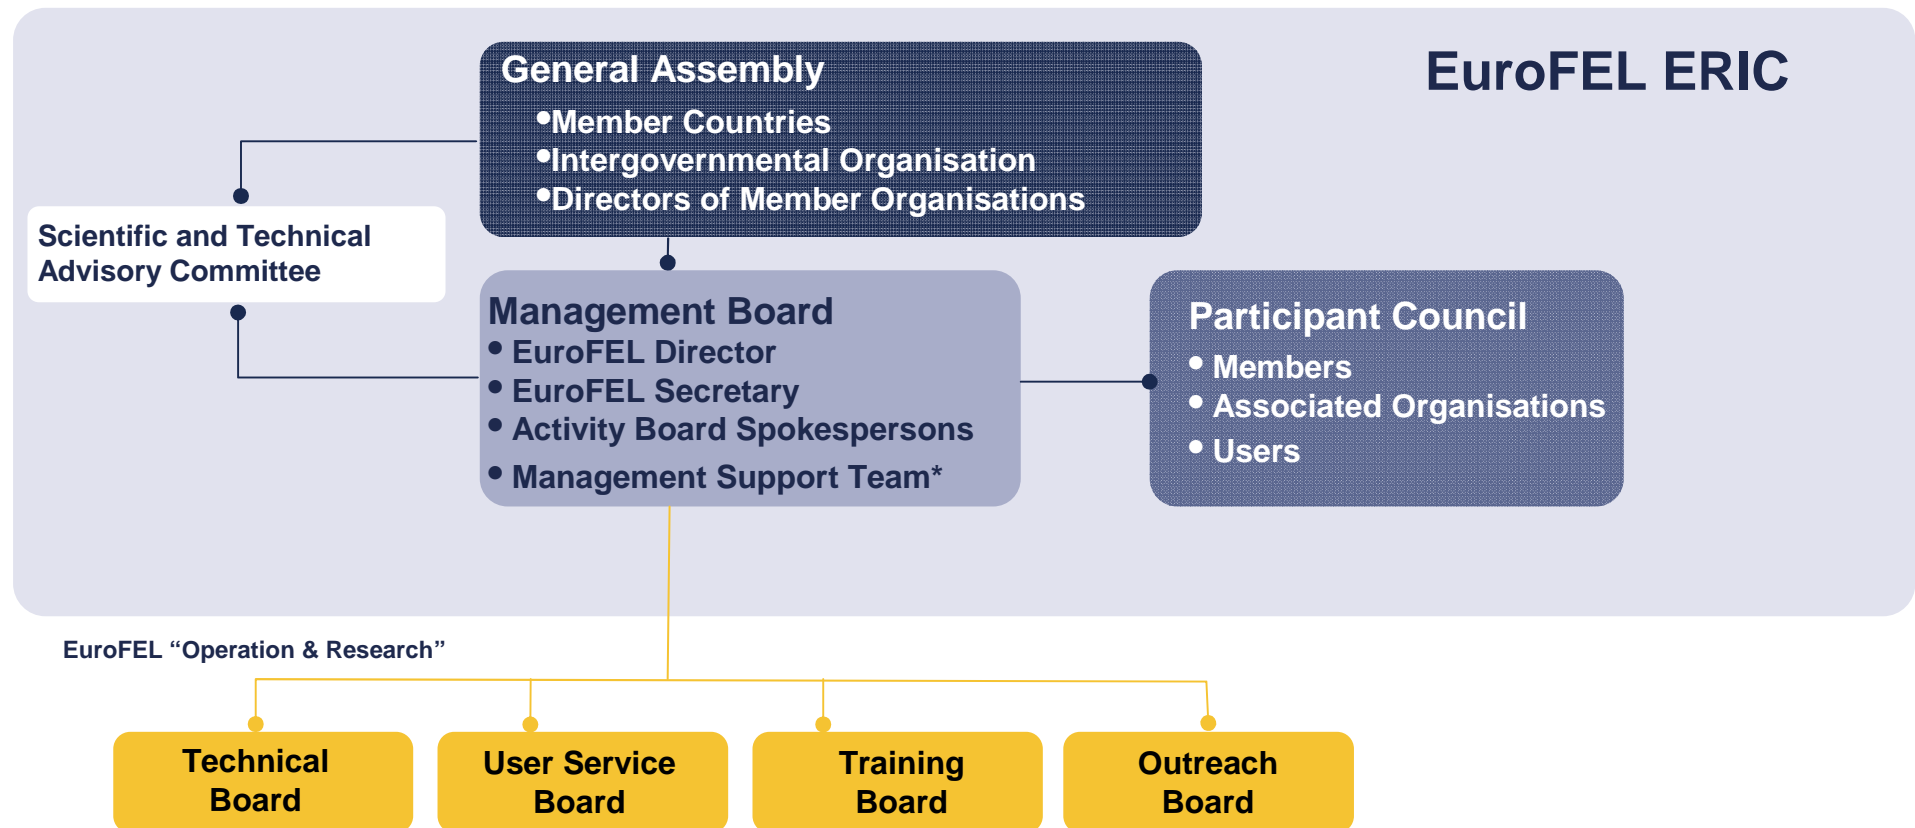 EuroFEL ERIC
General Assembly
•Member Countries
•Intergovernmental Organisation
•Directors of Member Organisations
Scientific and Technical
Advisory Committee
Management Board
• EuroFEL Director
• EuroFEL Secretary
• Activity Board Spokespersons
• Management Support Team*
Participant Council
• Members
• Associated Organisations
• Users
EuroFEL “Operation & Research”
Technical
Board
User Service
Board
Training
Board
Outreach
Board